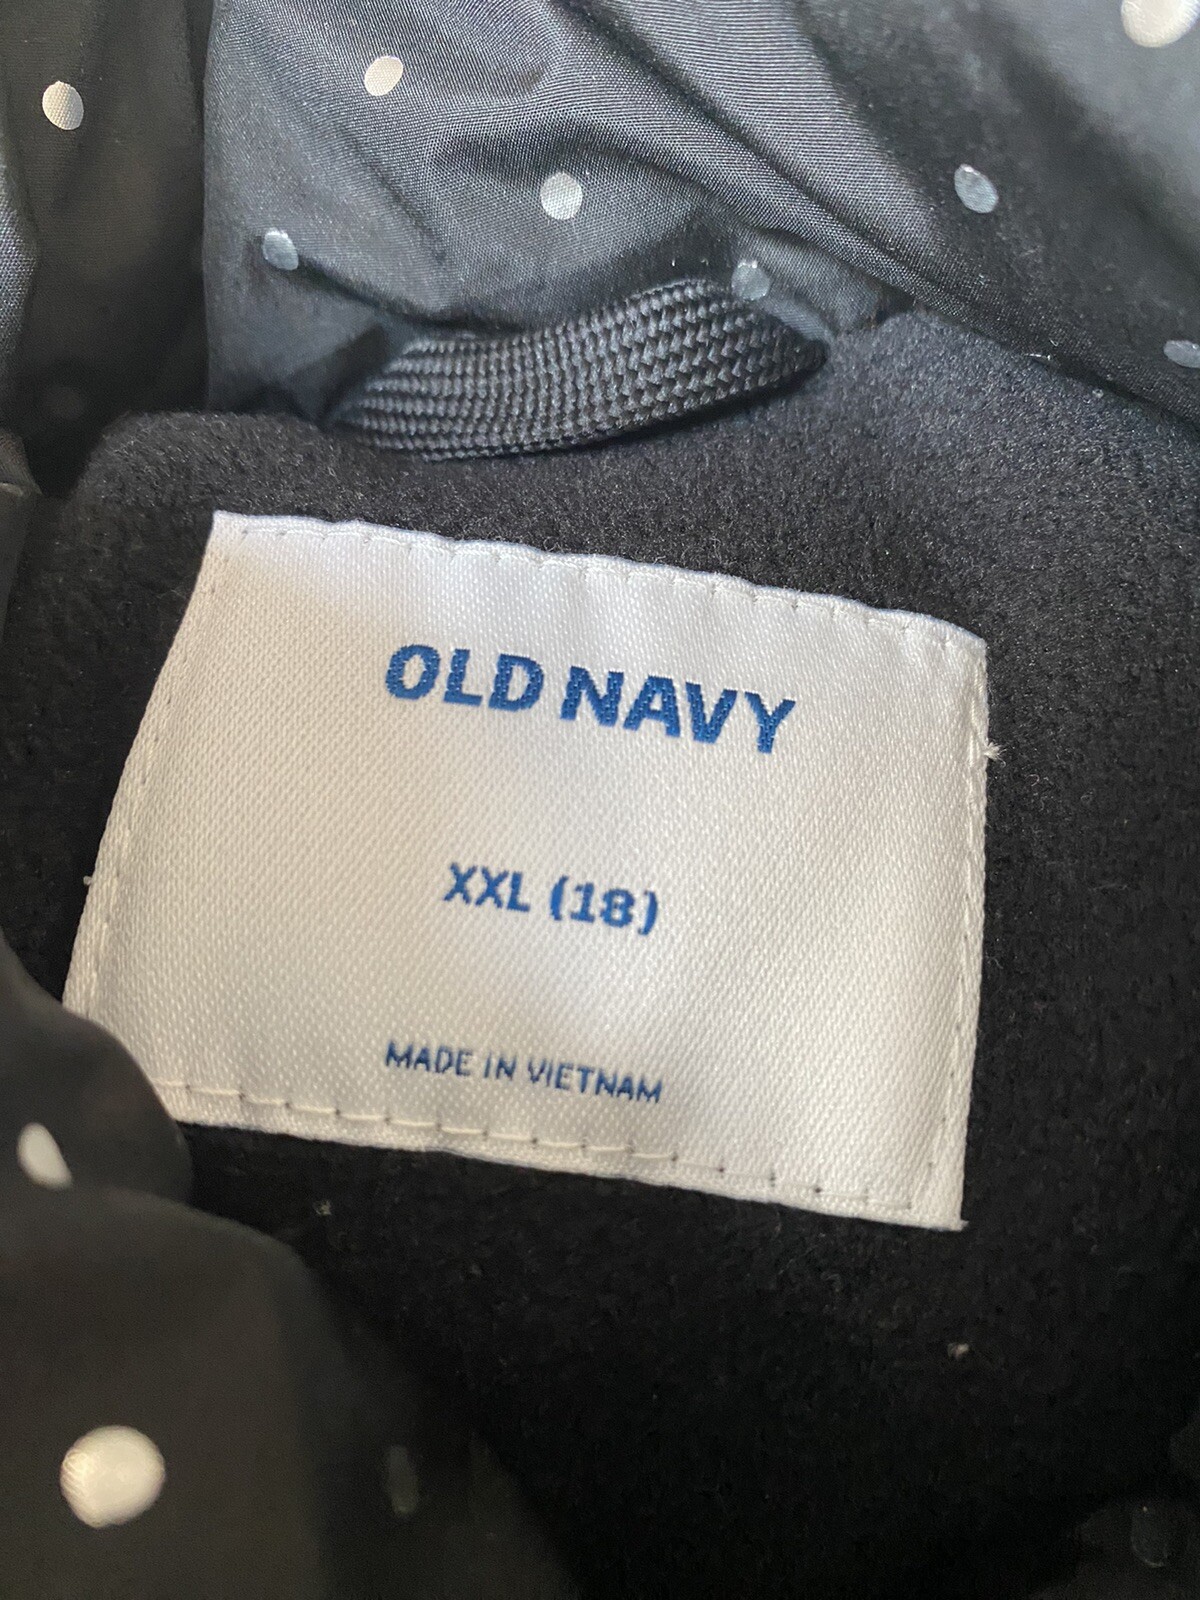 OLD NAVY
XXL (18)
MADE IN VIETNAM